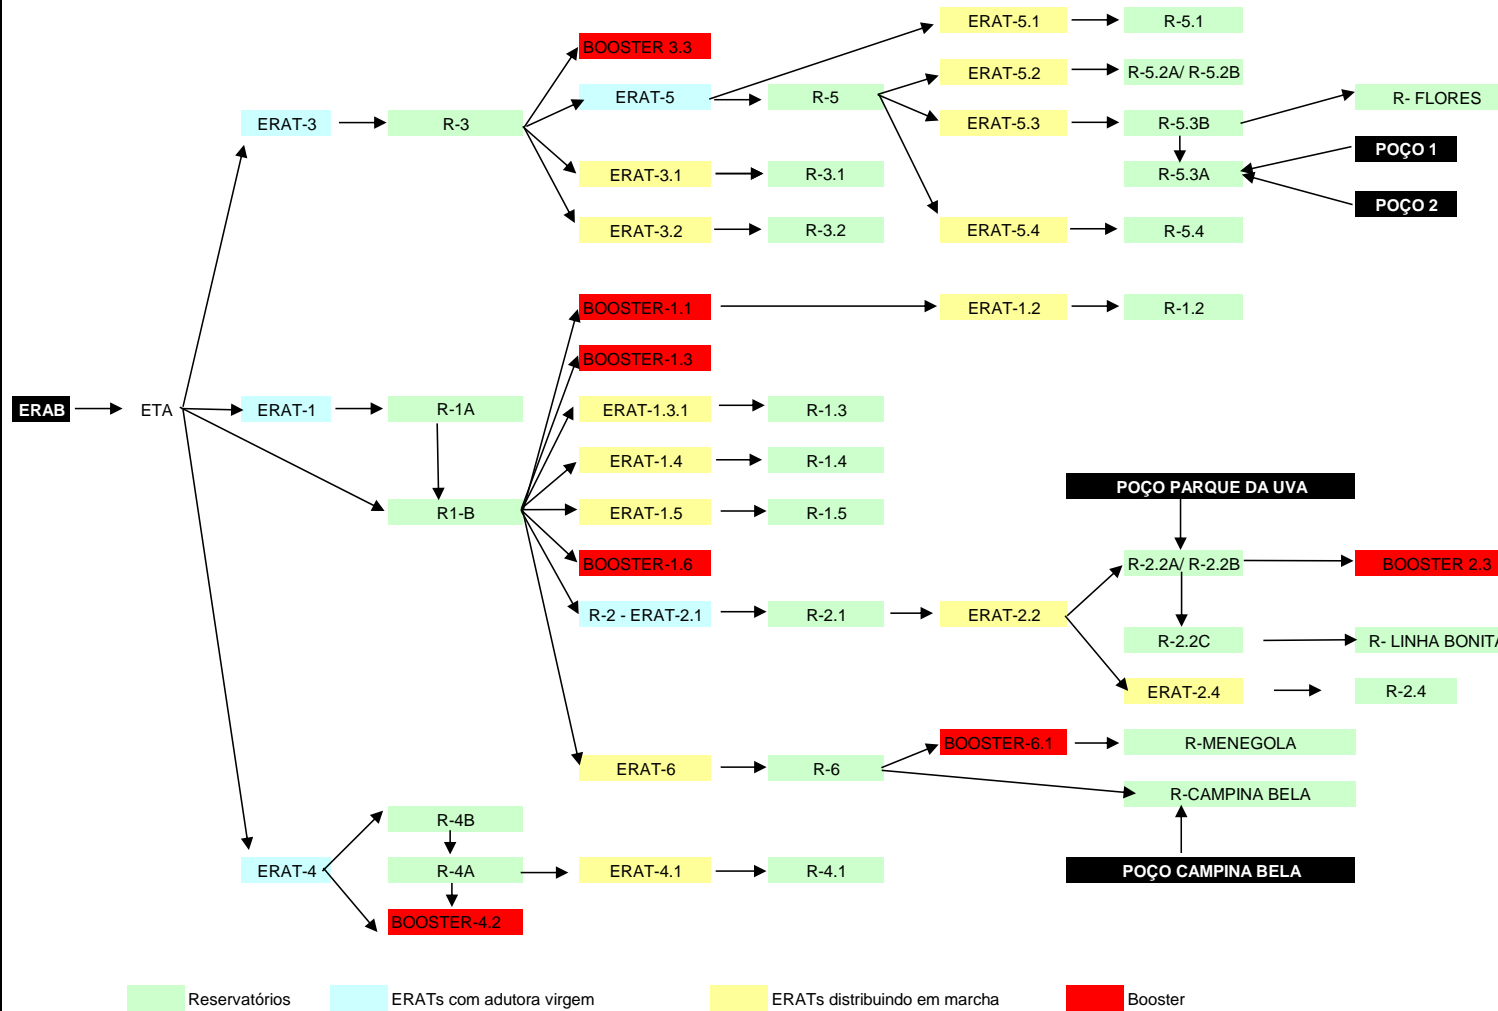 ERAT-5.1 R-5.1
BOOSTER 3.3
ERAT-5.2 R-5.2A/ R-5.2B
ERAT-5 R-5 R- FLORES
ERAT-3 R-3 ERAT-5.3 R-5.3B
POÇO 1
ERAT-3.1 R-3.1 R-5.3A
POÇO 2
ERAT-3.2 R-3.2 ERAT-5.4 R-5.4
BOOSTER-1.1 ERAT-1.2 R-1.2
BOOSTER-1.3
ERAB ETA ERAT-1 R-1A ERAT-1.3.1 R-1.3
ERAT-1.4 R-1.4
POÇO PARQUE DA UVA
R1-B ERAT-1.5 R-1.5
BOOSTER-1.6 R-2.2A/ R-2.2B BOOSTER 2.3
R-2 - ERAT-2.1 R-2.1 ERAT-2.2
R-2.2C R- LINHA BONITA
ERAT-2.4 R-2.4
BOOSTER-6.1 R-MENEGOLA
ERAT-6 R-6
R-CAMPINA BELA
R-4B
ERAT-4 R-4A ERAT-4.1 R-4.1 POÇO CAMPINA BELA
BOOSTER-4.2
Reservatórios ERATs com adutora virgem ERATs distribuindo em marcha Booster